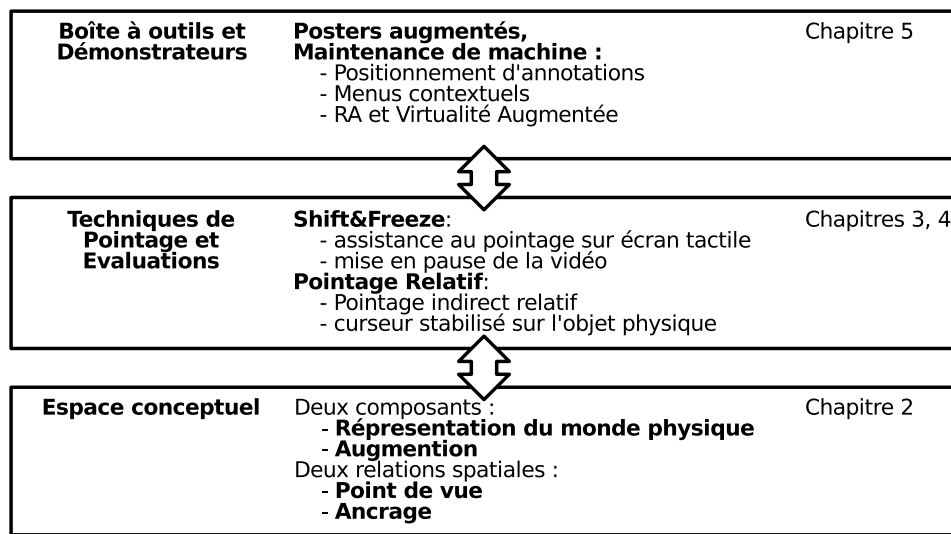 Boîte à outils et
Démonstrateurs
Posters augmentés,
Maintenance de machine :
- Positionnement d'annotations
- Menus contextuels
- RA et Virtualité Augmentée
Chapitre 5
Techniques de
Pointage et
Evaluations
Shift&Freeze:
- assistance au pointage sur écran tactile
- mise en pause de la vidéo
Pointage Relatif:
- Pointage indirect relatif
- curseur stabilisé sur l'objet physique
Chapitres 3, 4
Espace conceptuel
Deux composants :
- Répresentation du monde physique
- Augmention
Deux relations spatiales :
- Point de vue
- Ancrage
Chapitre 2